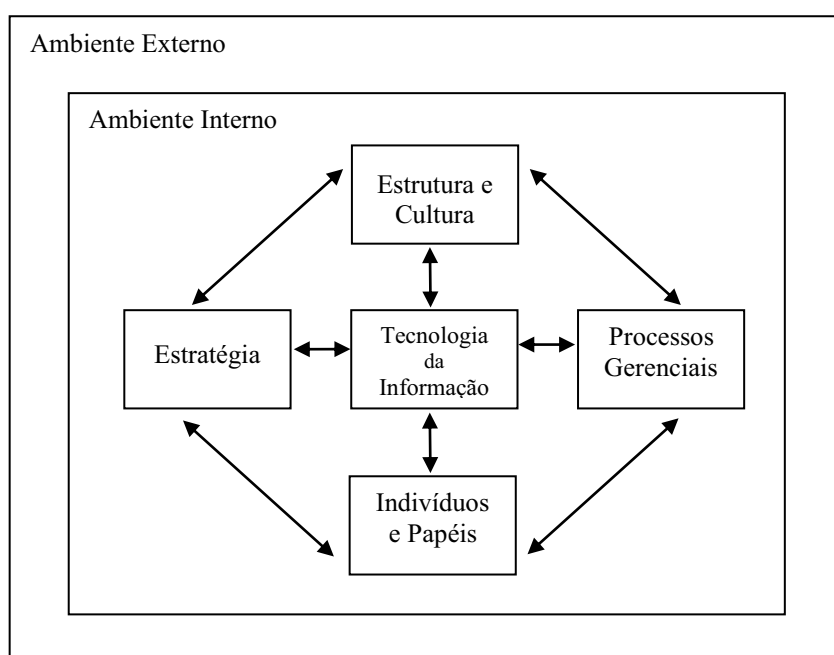 Ambiente Externo
Ambiente Interno
Estrutura e
Cultura
Estratégia
Tecnologia
da
Informação
Processos
Gerenciais
Indivíduos
e Papéis